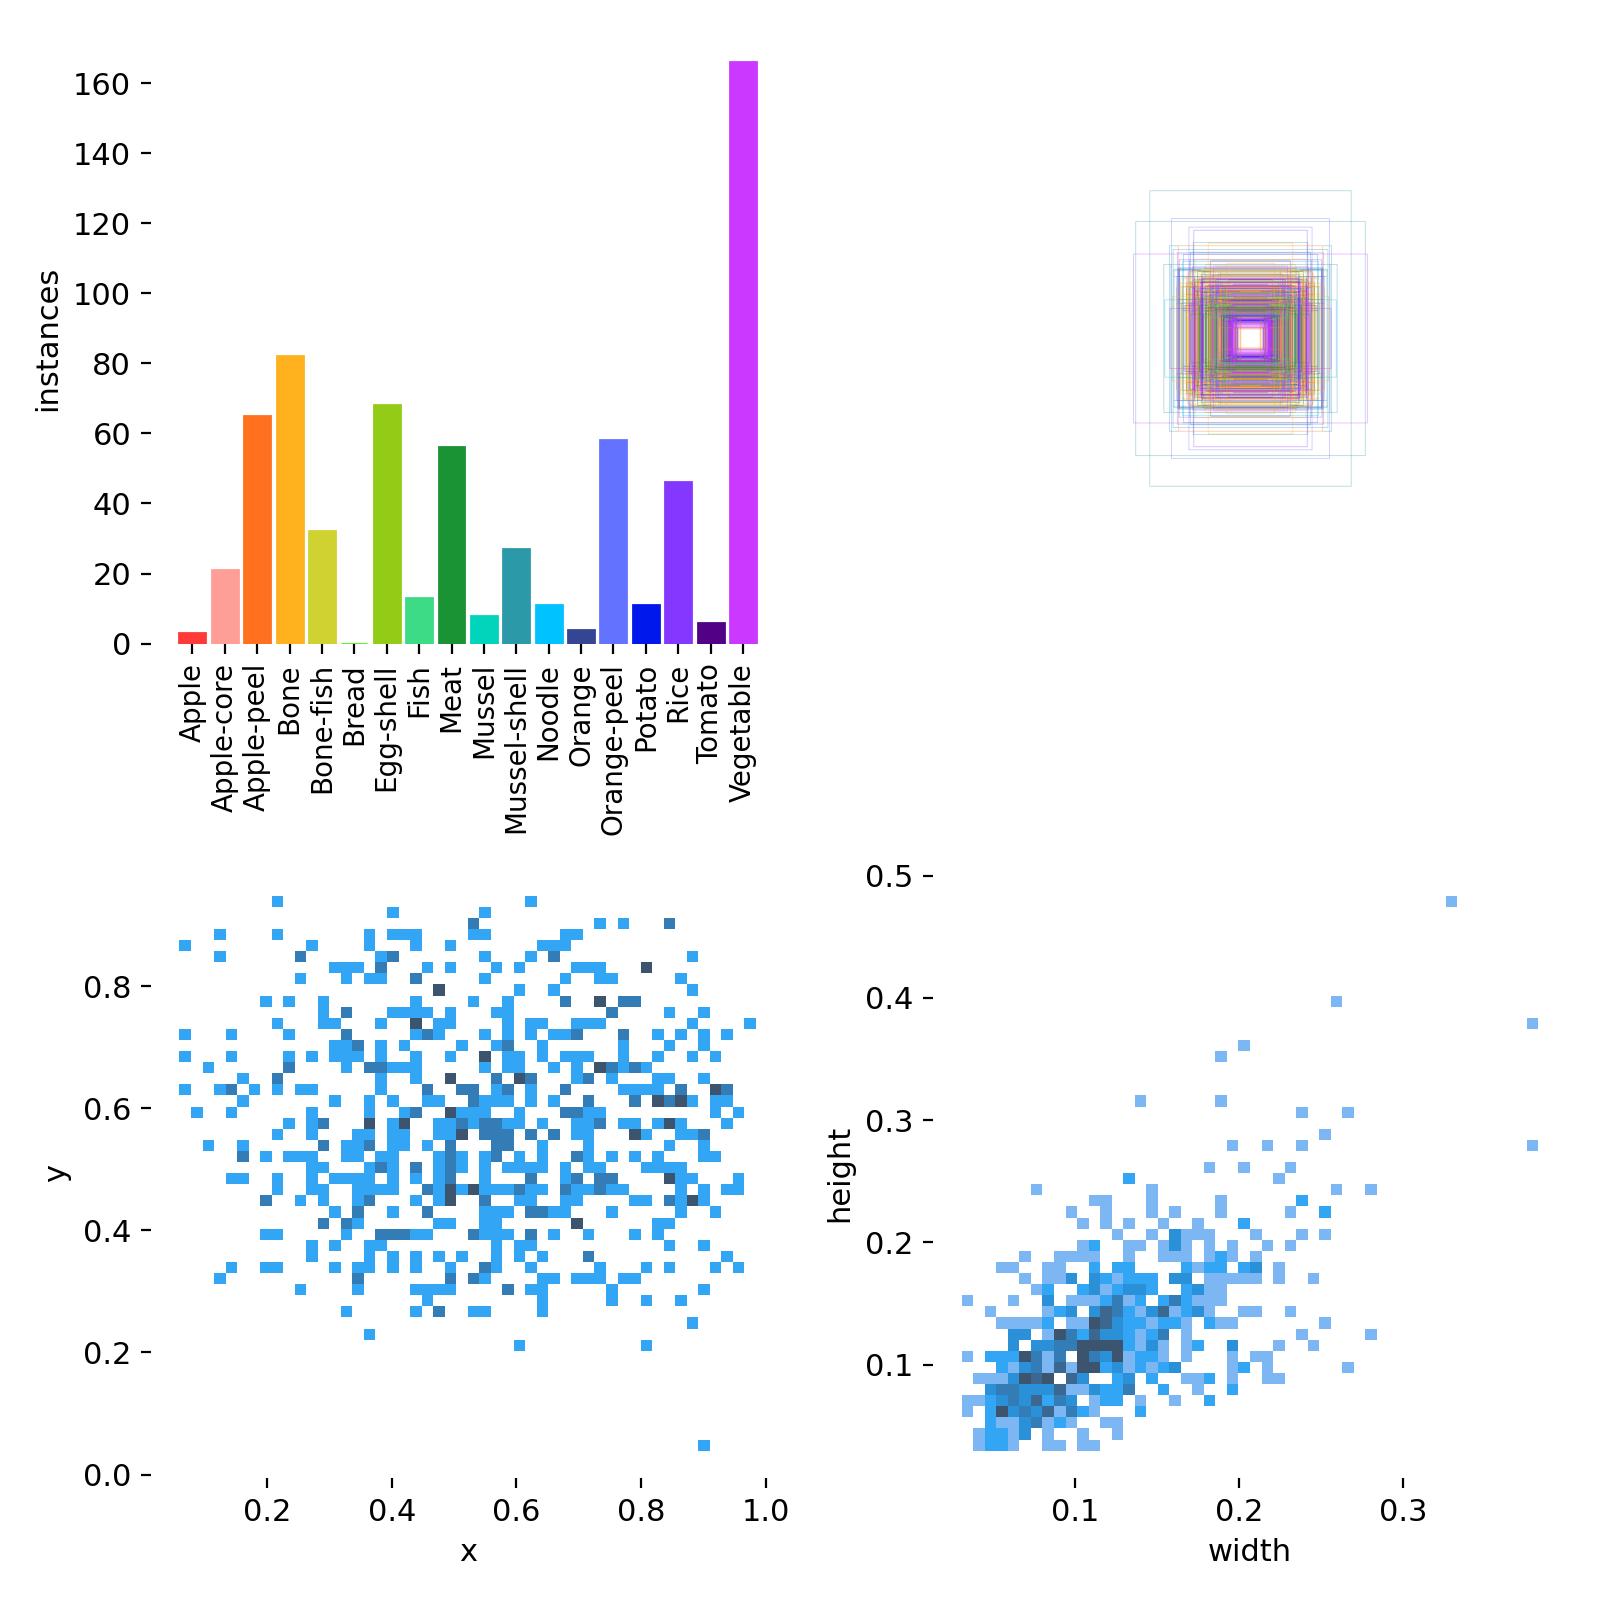 160
140
120
100
80
60
40
20
0
instances
Apple
Apple-core
Apple-peel
Bone
Bone-fish
Bread
Egg-shell
Fish
Meat
Mussel
Mussel-shell
Noodle
Orange
Orange-peel
Potato
Rice
Tomato
Vegetable
0.8
0.6
0.4
0.2
0.0
y
0.2 0.4 0.6 0.8 1.0
x
0.5
0.4
0.3
0.2
0.1
height
0.1 0.2 0.3
width